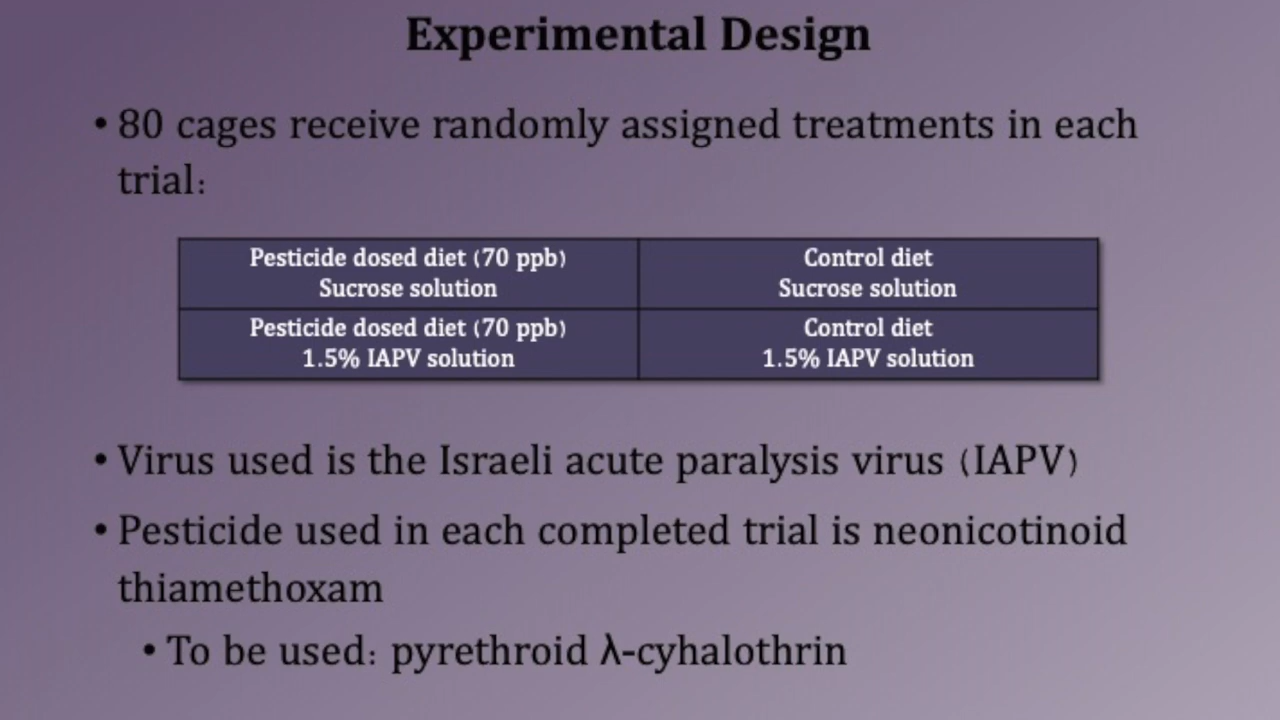 Experimental Design
• 80 cages receive randomly assigned treatments in each
trial:
Pesticide dosed diet (70 ppb)
Sucrose solution
Control diet
Sucrose solution
Pesticide dosed diet (70 ppb)
1.5% IAPV solution
Control diet
1.5% IAPV solution
• Virus used is the Israeli acute paralysis virus (IAPV)
• Pesticide used in each completed trial is neonicotinoid
thiamethoxam
• To be used: pyrethroid λ-cyhalothrin